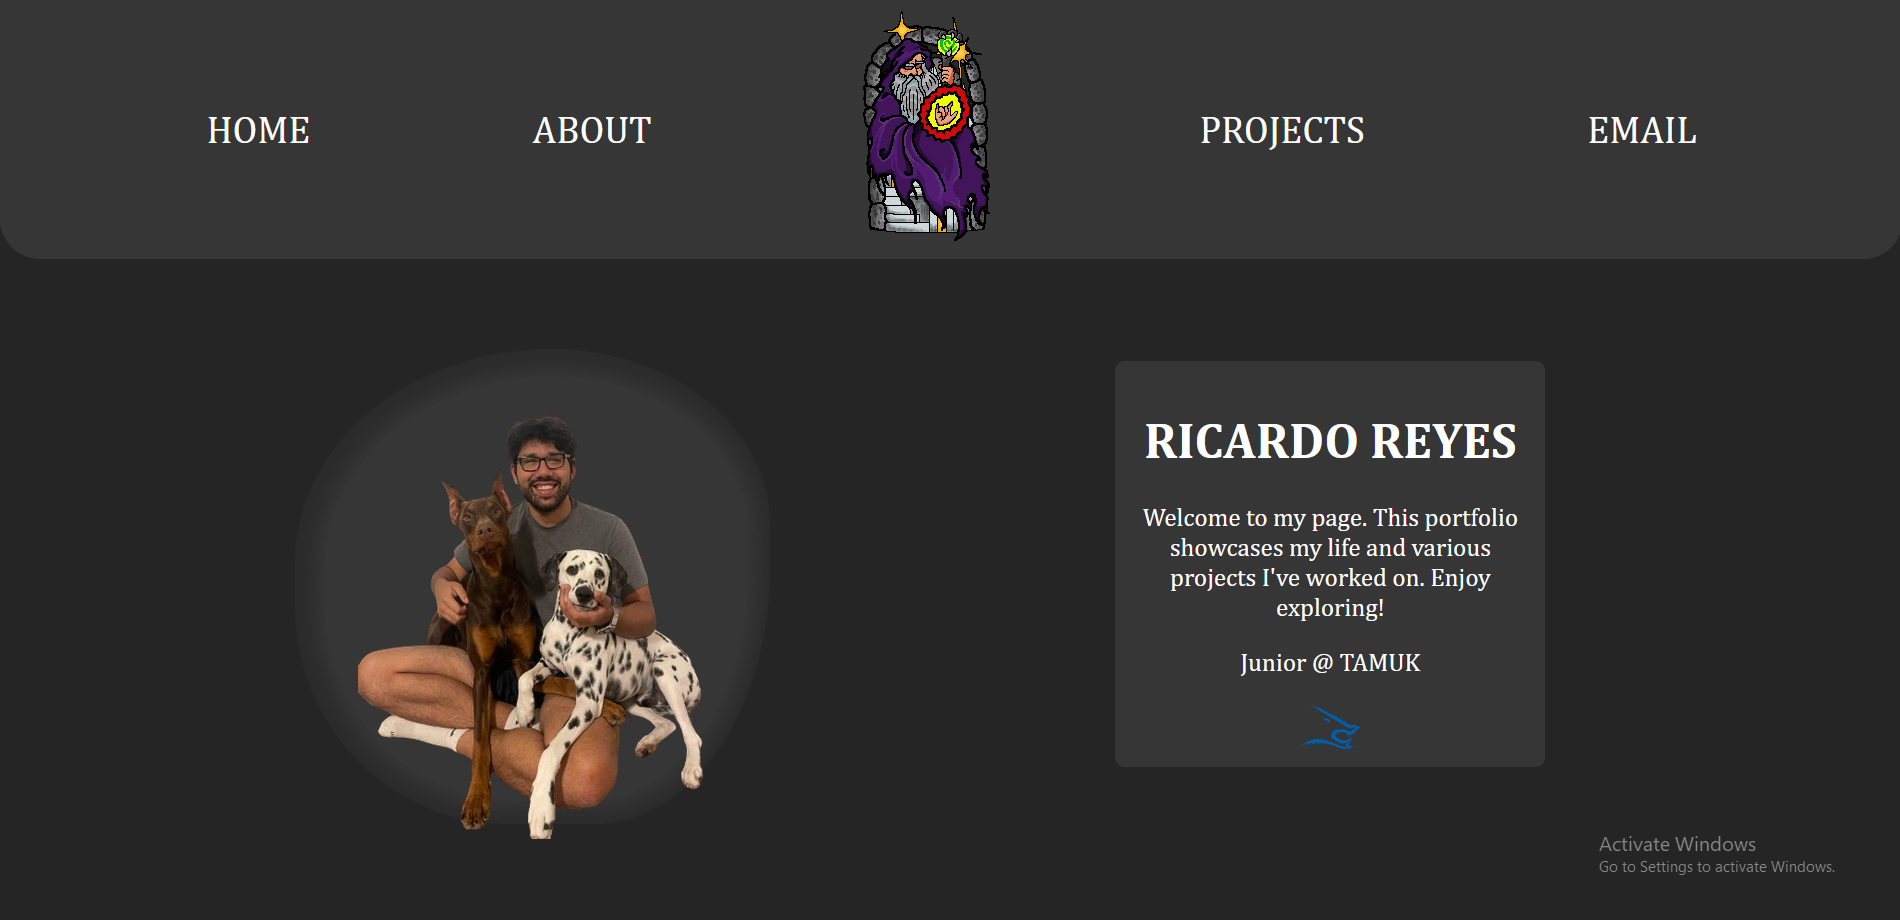 HOME
ABOUT
PROJECTS
EMAIL
RICARDO REYES
Welcome to my page. This portfolio
showcases my life and various
projects I've worked on. Enjoy
exploring!
Junior @ TAMUK
Activate Windows
Go to Settings to activate Windows.